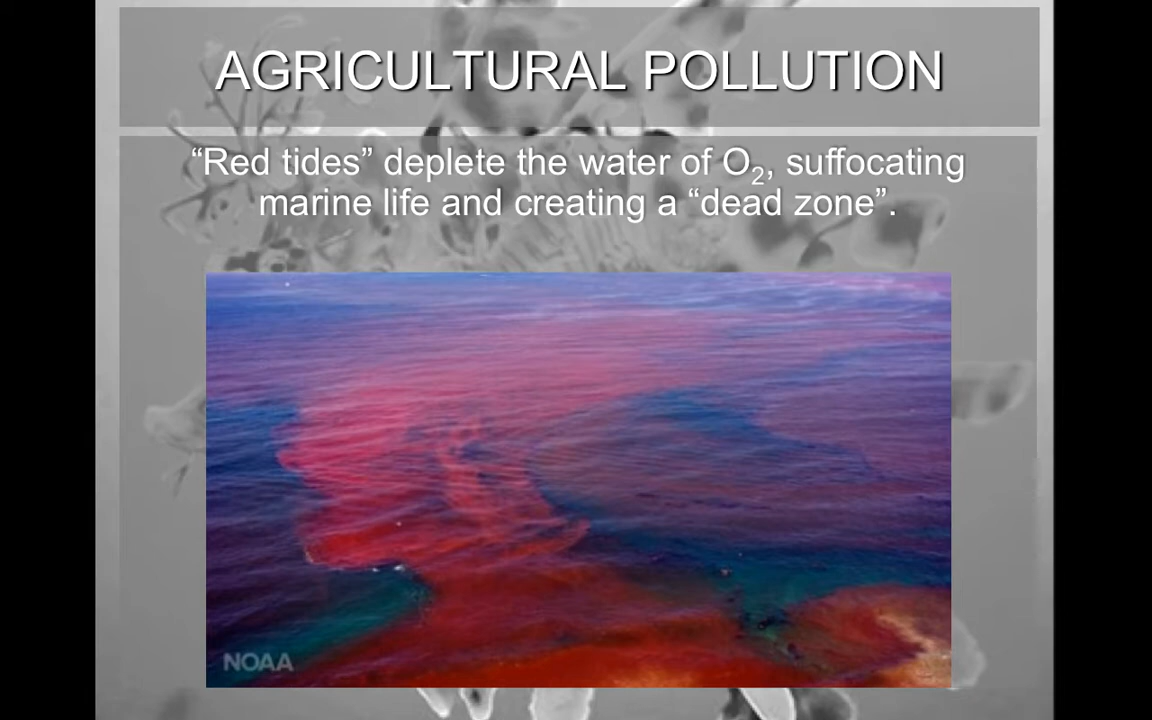 AGRICULTURAL POLLUTION
“Red tides” deplete the water of O₂, suffocating
marine life and creating a “dead zone”.
NOAA